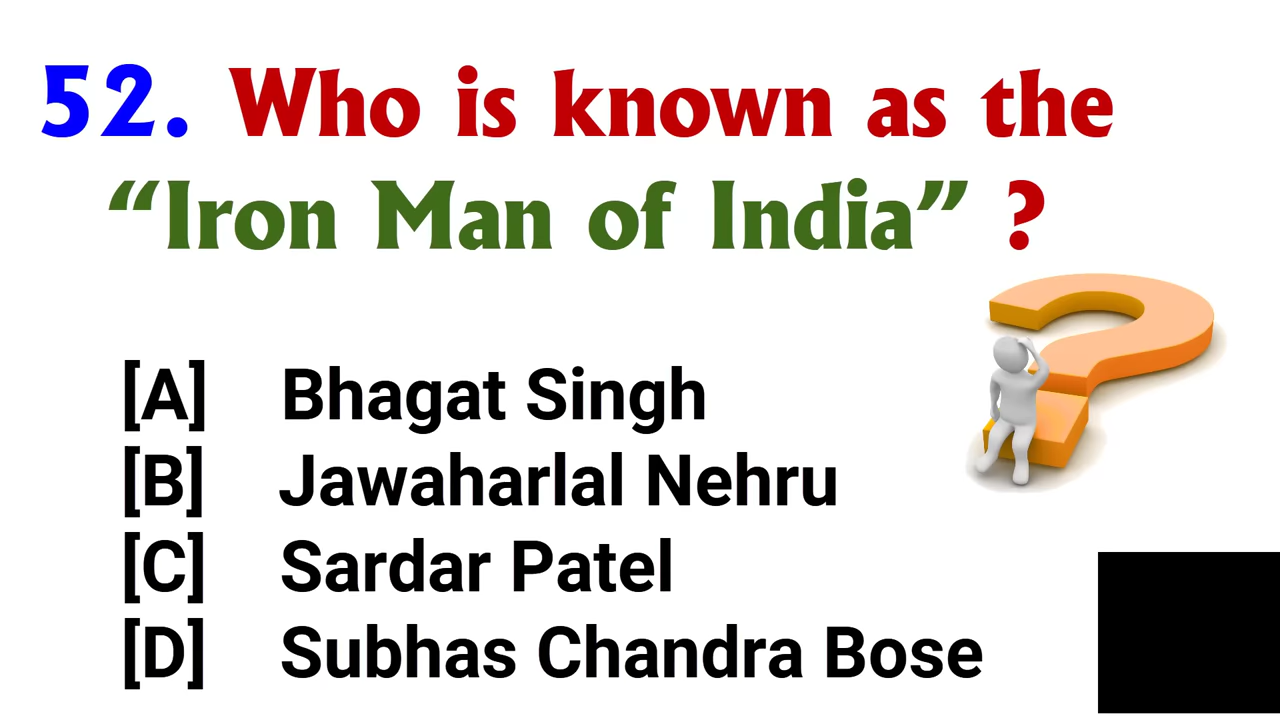 52. Who is known as the
“Iron Man of India” ?
[A] Bhagat Singh
[B] Jawaharlal Nehru
[C] Sardar Patel
[D] Subhas Chandra Bose